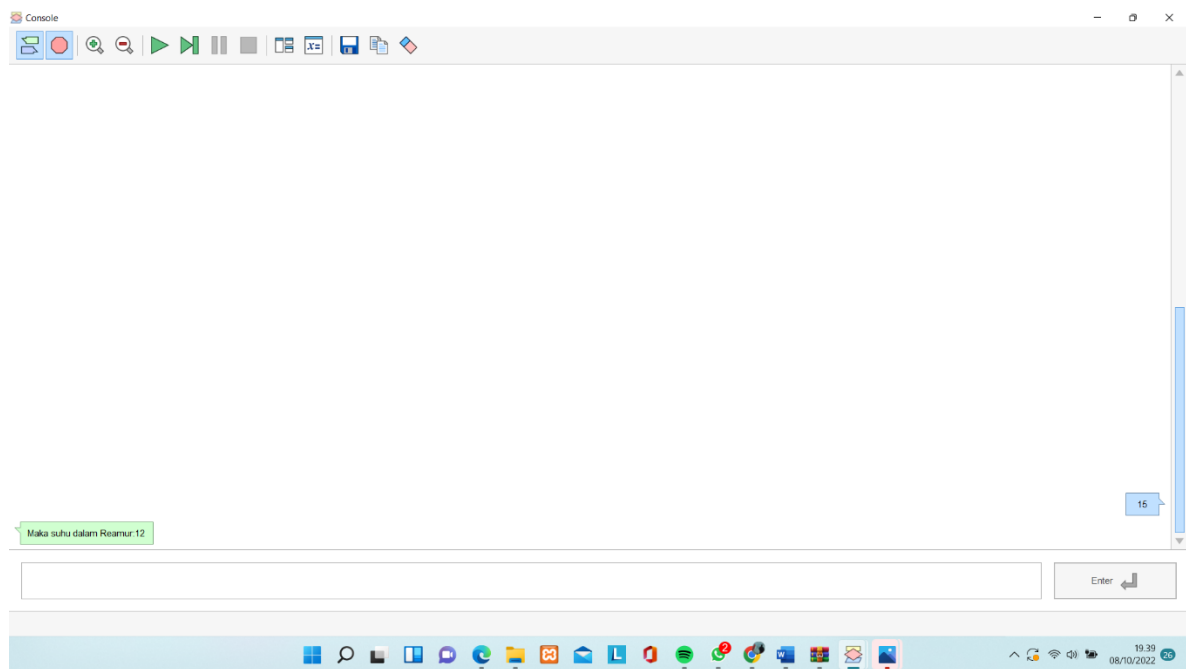 Console
x=
15
Maka suhu dalam Reamur:12
Enter
L
2
W
19.39
08/10/2022
26